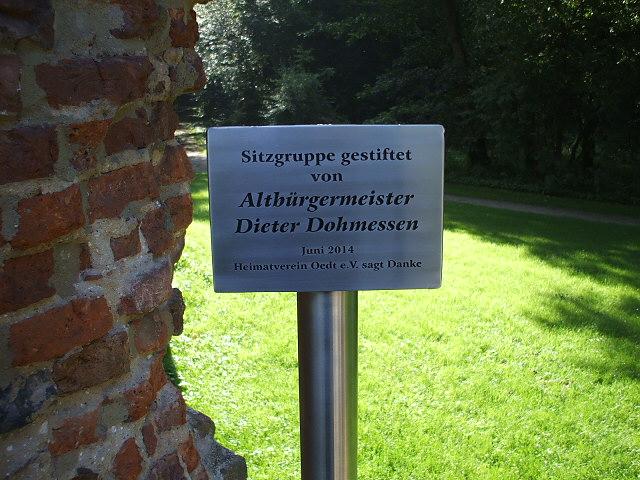 Sitzgruppe gestiftet
von
Altbürgermeister
Dieter Dohmessen
Juni 2014
Heimatverein Oedt e.V. sagt Danke